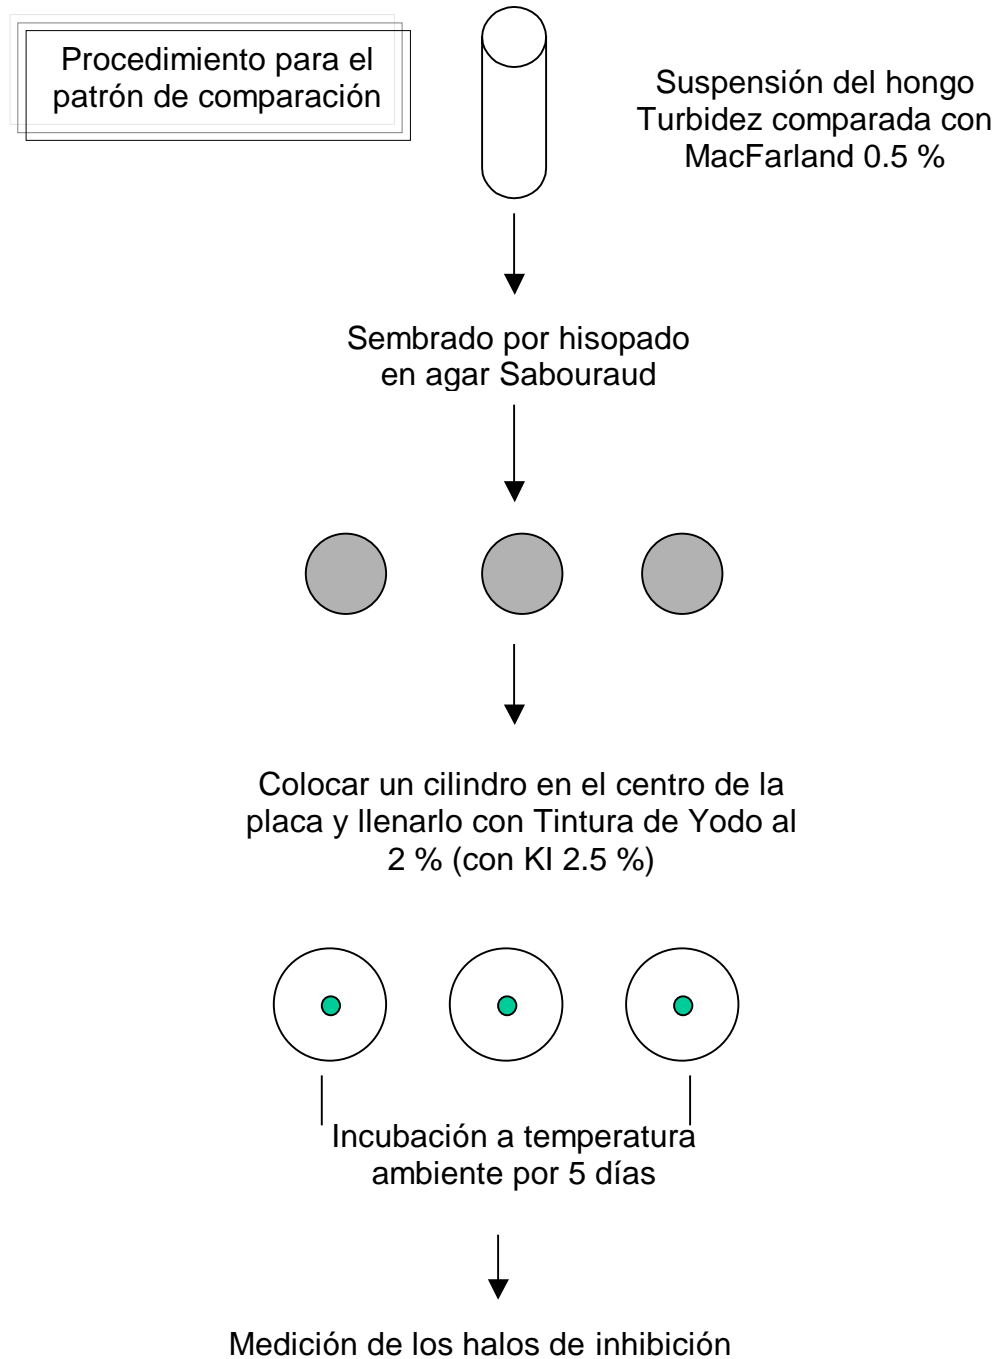 Procedimiento para el
patrón de comparación
Suspensión del hongo
Turbidez comparada con
MacFarland 0.5 %
Sembrado por hisopado
en agar Sabouraud
Colocar un cilindro en el centro de la
placa y llenarlo con Tintura de Yodo al
2 % (con KI 2.5 %)
Incubación a temperatura
ambiente por 5 días
Medición de los halos de inhibición